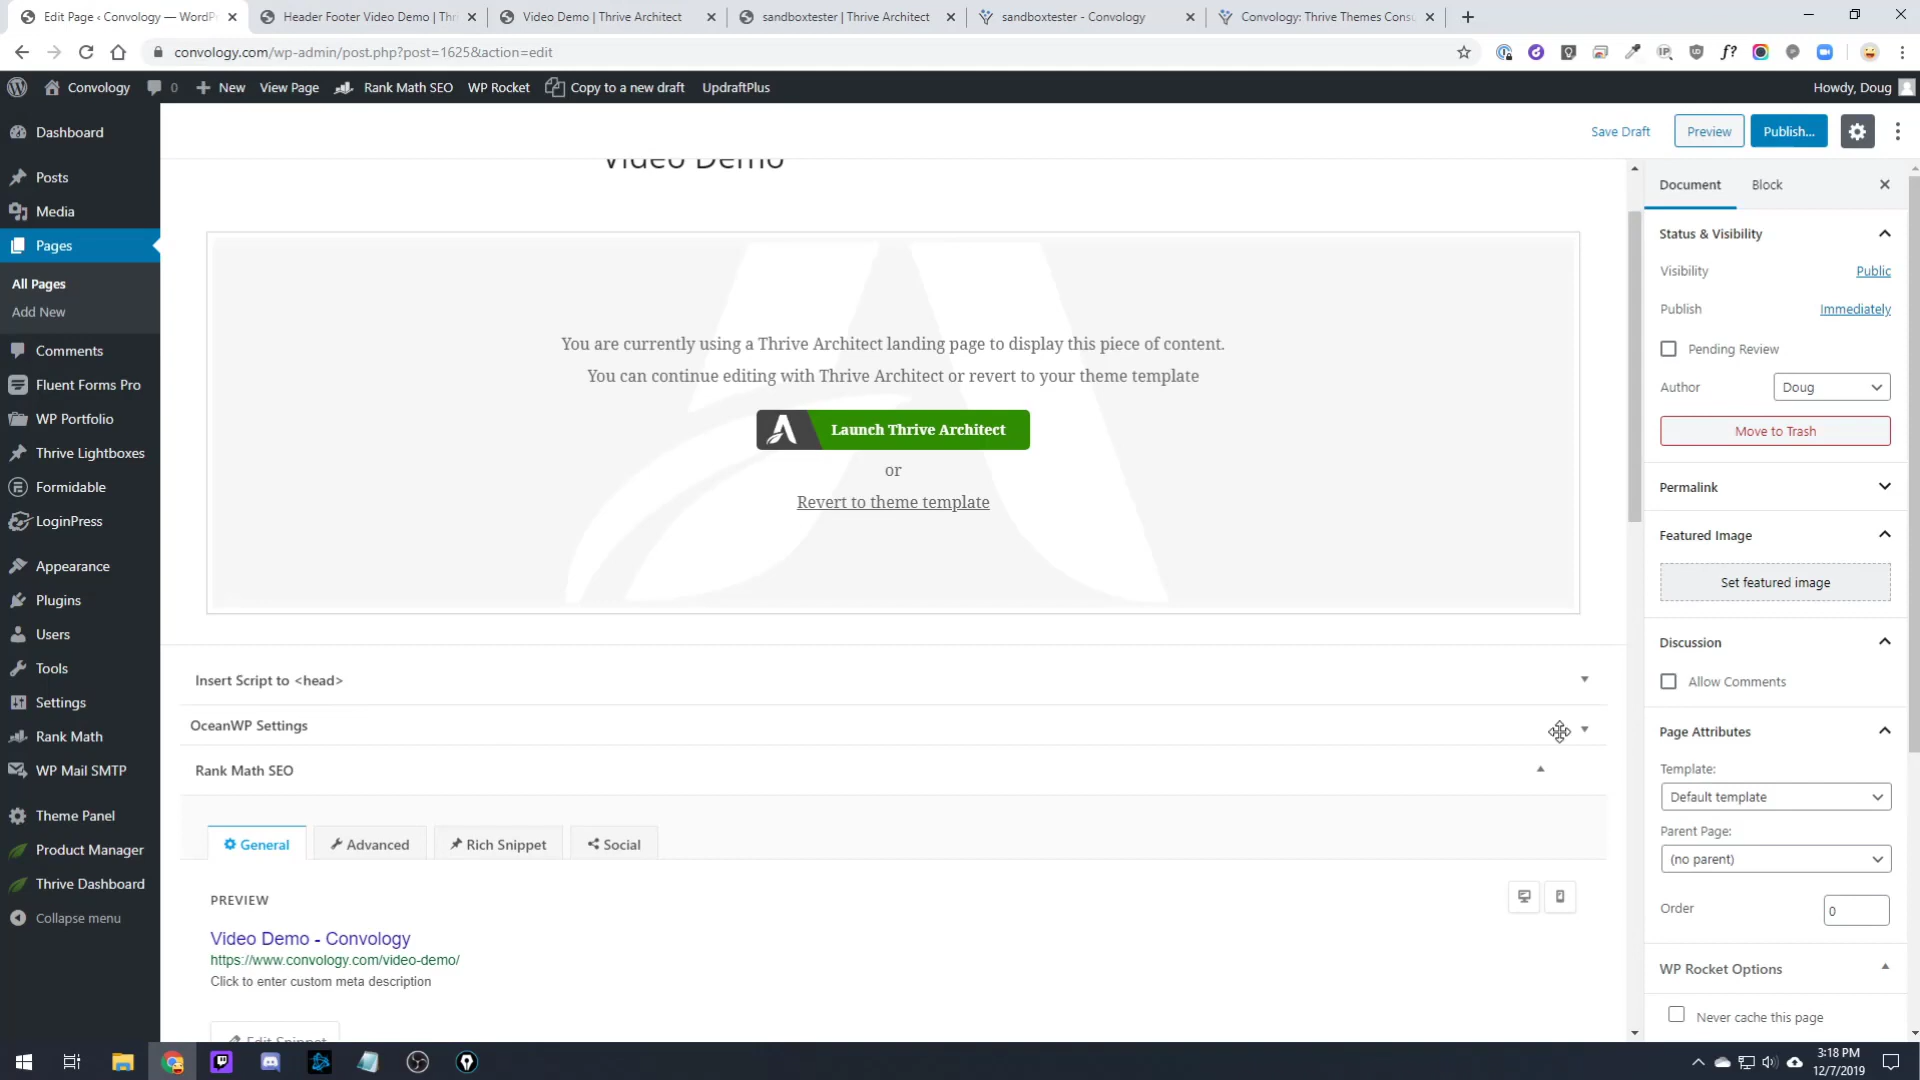 Edit Page ‹ Convology — WordPr
Header Footer Video Demo | Thri
Video Demo | Thrive Architect
sandboxtester | Thrive Architect
sandboxtester - Convology
Convology: Thrive Themes Consu
convology.com/wp-admin/post.php?post=1625&action=edit
Convology
0
New
View Page
Rank Math SEO
WP Rocket
Copy to a new draft
UpdraftPlus
Howdy, Doug
Dashboard
Posts
Media
Pages
All Pages
Add New
Comments
Fluent Forms Pro
WP Portfolio
Thrive Lightboxes
Formidable
LoginPress
Appearance
Plugins
Users
Tools
Settings
Rank Math
WP Mail SMTP
Theme Panel
Product Manager
Thrive Dashboard
Collapse menu
Save Draft
Preview
Publish...
Video Demo
You are currently using a Thrive Architect landing page to display this piece of content.
You can continue editing with Thrive Architect or revert to your theme template
Launch Thrive Architect
or
Revert to theme template
Insert Script to <head>
OceanWP Settings
Rank Math SEO
General
Advanced
Rich Snippet
Social
PREVIEW
Video Demo - Convology
https://www.convology.com/video-demo/
Click to enter custom meta description
Edit Snippet
Document
Block
Status & Visibility
Visibility
Public
Publish
Immediately
Pending Review
Author
Doug
Move to Trash
Permalink
Featured Image
Set featured image
Discussion
Allow Comments
Page Attributes
Template:
Default template
Parent Page:
(no parent)
Order
0
WP Rocket Options
Never cache this page
3:18 PM
12/7/2019